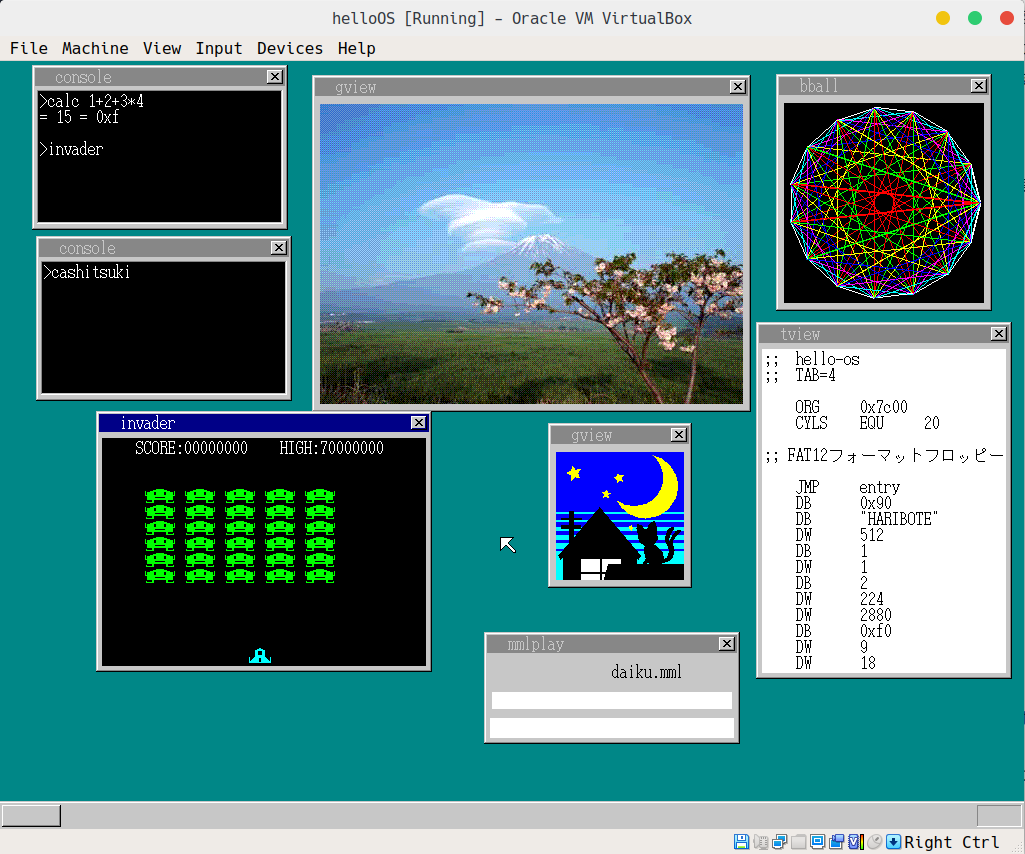 helloOS [Running] - Oracle VM VirtualBox
File Machine View Input Devices Help
console
>calc 1+2+3*4
= 15 = 0xf
>invader
console
>cashitsuki
gview
bball
invader
SCORE:00000000 HIGH:70000000
gview
mmlplay
daiku.mml
tview
;; hello-os
;; TAB=4
ORG 0x7c00
CYLS EQU 20
;; FAT12フォーマットフロッピー
JMP entry
DB 0x90
DB "HARIBOTE"
DW 512
DB 1
DW 1
DB 2
DW 224
DW 2880
DB 0xf0
DW 9
DW 18
Right Ctrl